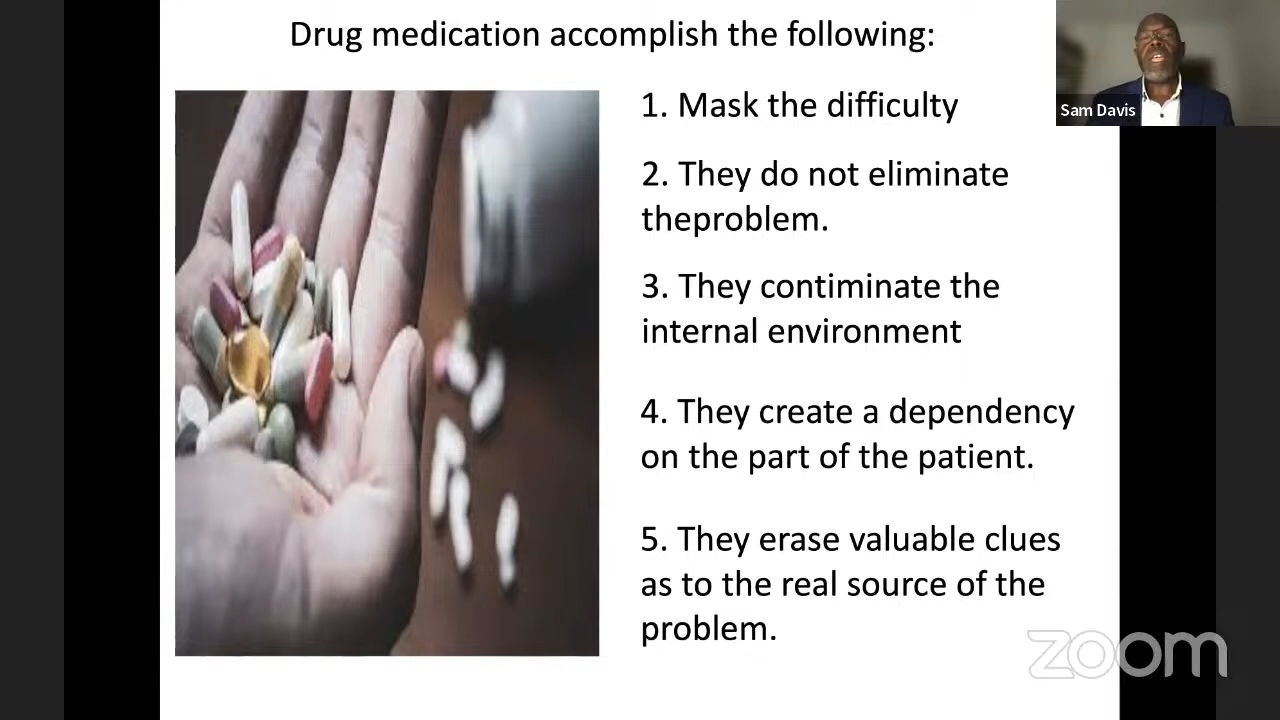 Drug medication accomplish the following:
1. Mask the difficulty
2. They do not eliminate
theproblem.
3. They contiminate the
internal environment
4. They create a dependency
on the part of the patient.
5. They erase valuable clues
as to the real source of the
problem.
Sam Davis
zoom